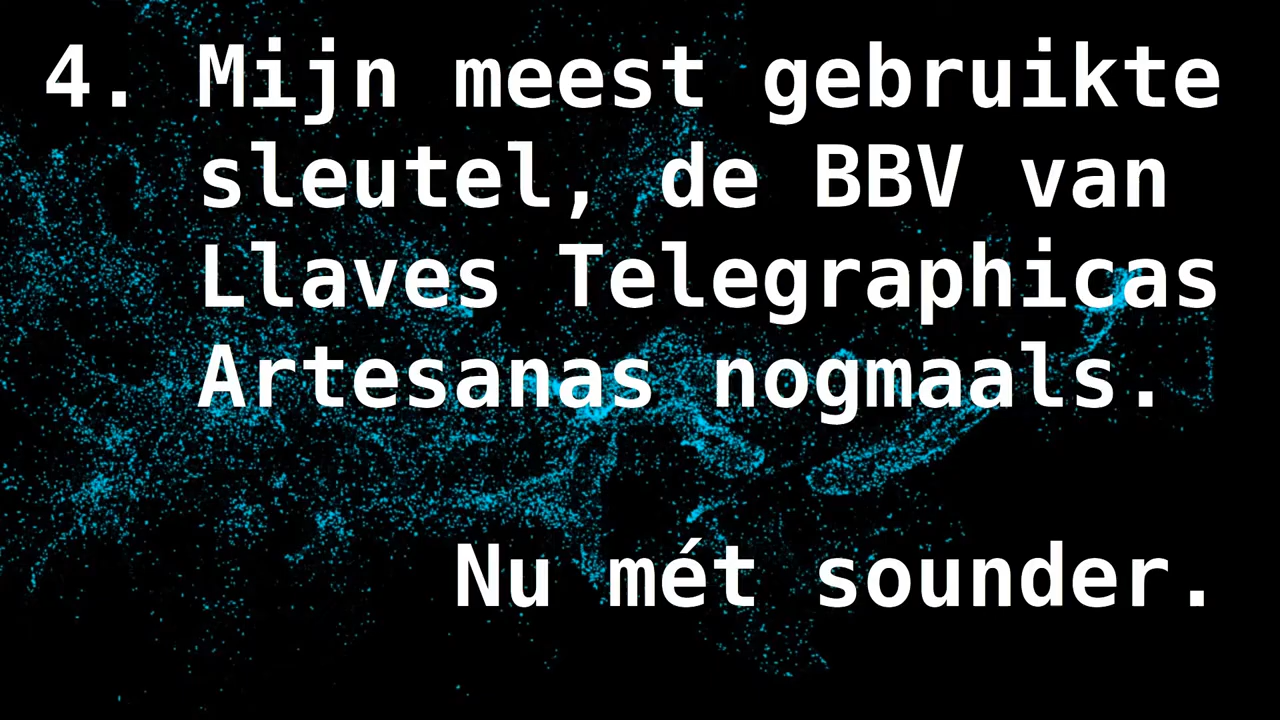 4. Mijn meest gebruikte
sleutel, de BBV van
Llaves Telegraphicas
Artesanas nogmaals.
Nu mét sounder.